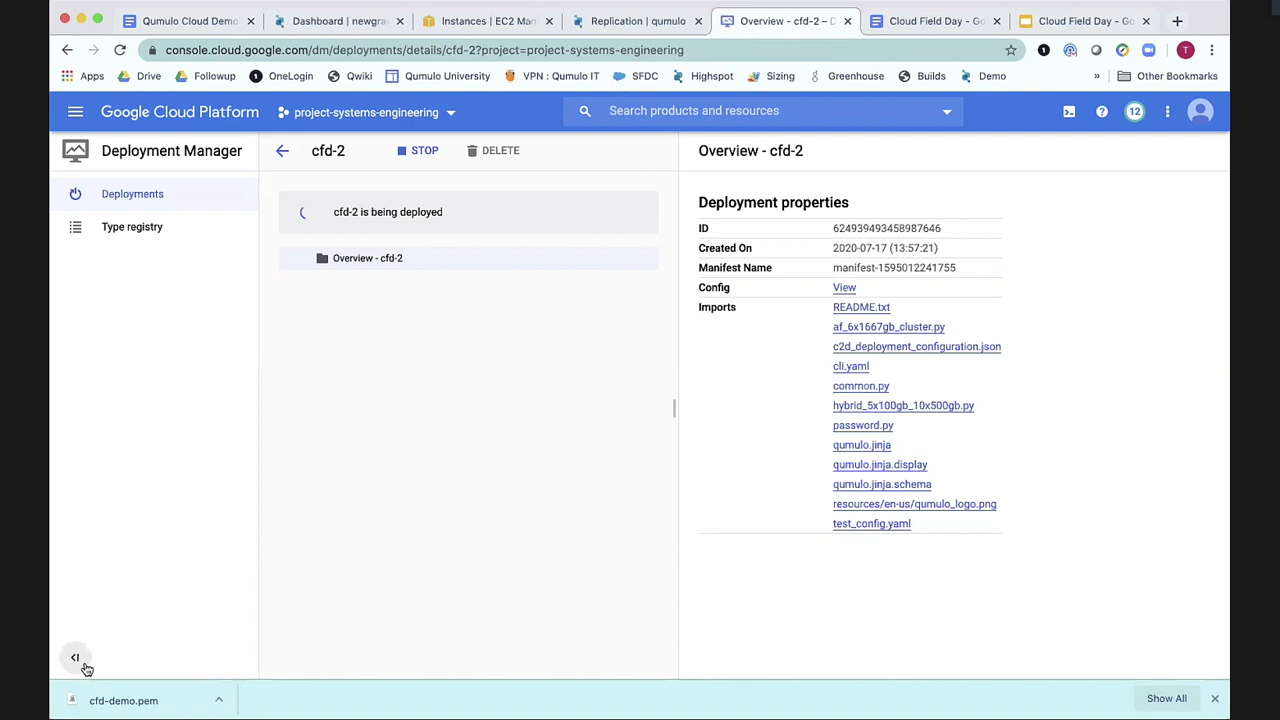 Qumulo Cloud Demo
Dashboard | newgrav
Instances | EC2 Man
Replication | qumulo
Overview - cfd-2 – D
Cloud Field Day - Go
Cloud Field Day - Go
console.cloud.google.com/dm/deployments/details/cfd-2?project=project-systems-engineering
T
Apps
Drive
Followup
OneLogin
Qwiki
Qumulo University
VPN : Qumulo IT
SFDC
Highspot
Sizing
Greenhouse
Builds
Demo
»
Other Bookmarks
Google Cloud Platform
project-systems-engineering
Search products and resources
12
Deployment Manager
cfd-2
STOP
DELETE
Overview - cfd-2
Deployments
Type registry
cfd-2 is being deployed
Overview - cfd-2
Deployment properties
ID 624939493458987646
Created On 2020-07-17 (13:57:21)
Manifest Name manifest-1595012241755
Config View
Imports README.txt
af_6x1667gb_cluster.py
c2d_deployment_configuration.json
cli.yaml
common.py
hybrid_5x100gb_10x500gb.py
password.py
qumulo.jinja
qumulo.jinja.display
qumulo.jinja.schema
resources/en-us/qumulo_logo.png
test_config.yaml
cfd-demo.pem
Show All